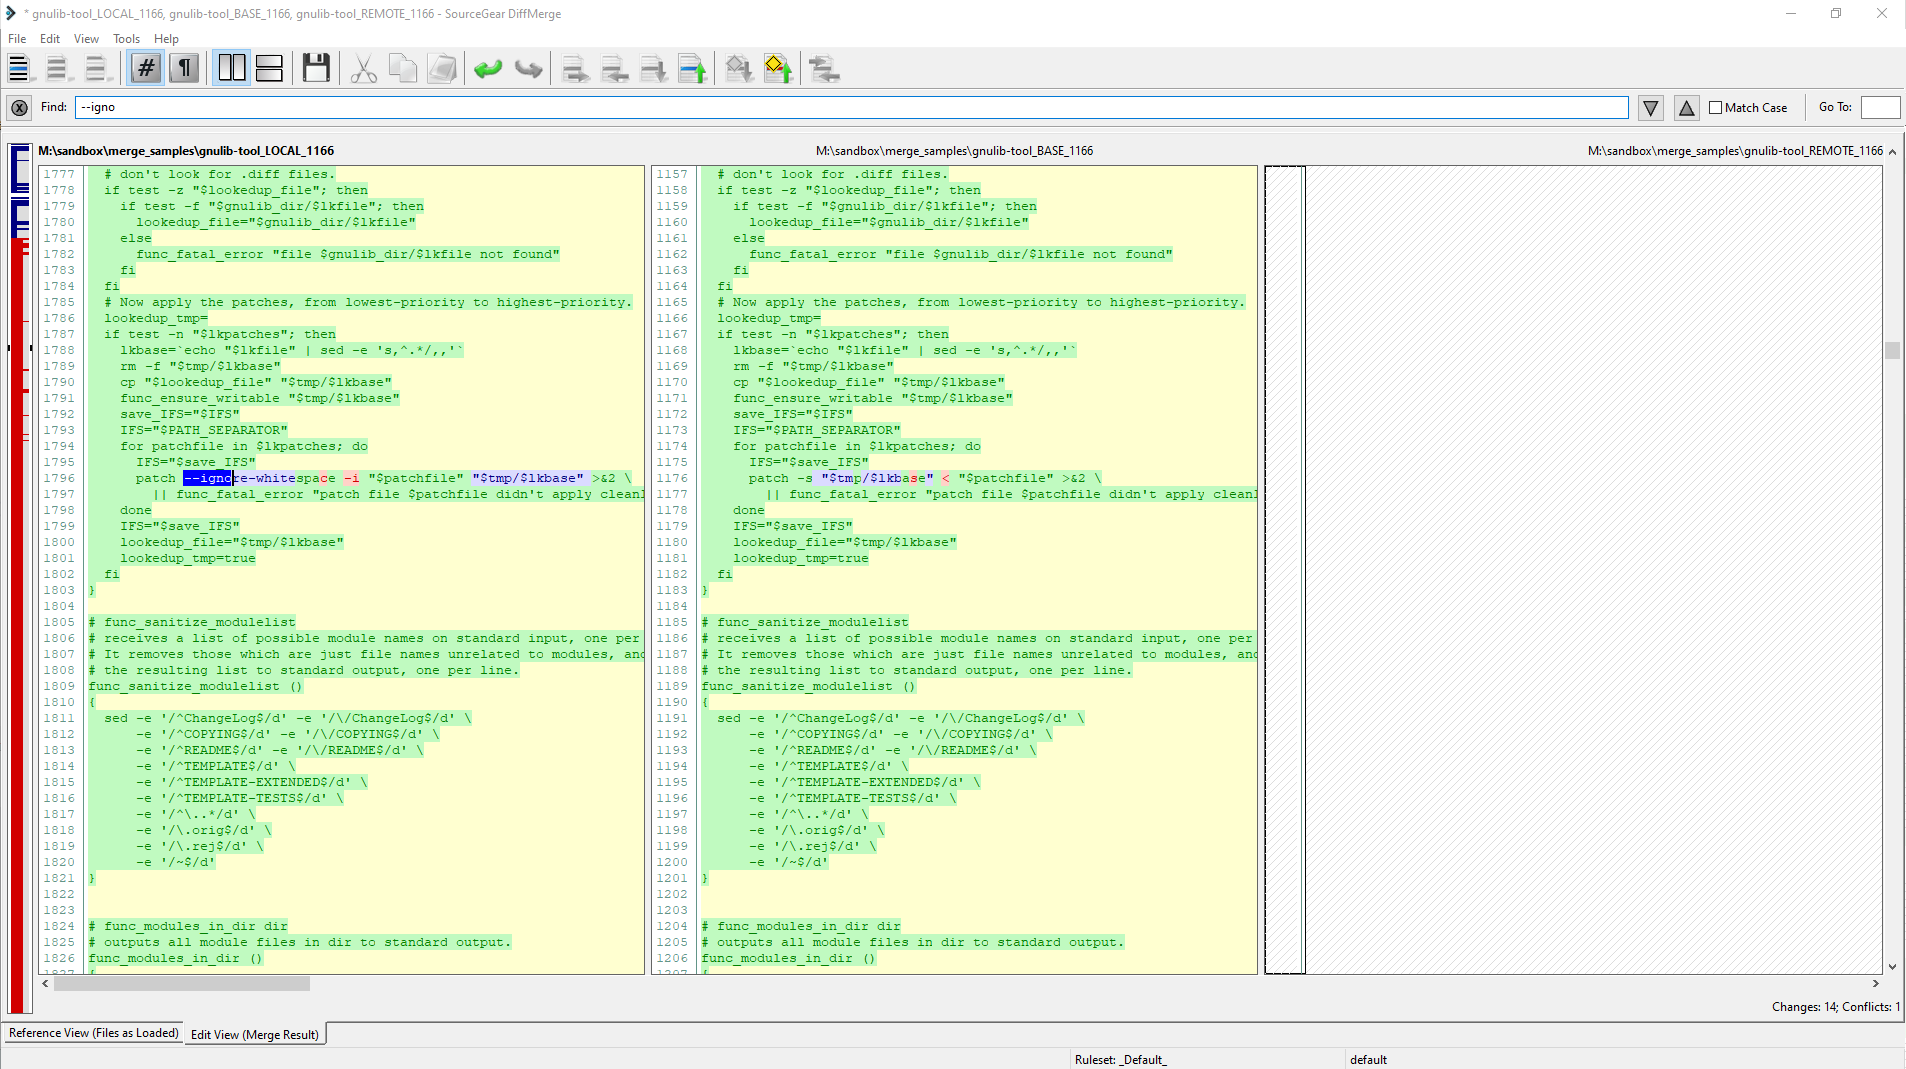 * gnulib-tool_LOCAL_1166, gnulib-tool_BASE_1166, gnulib-tool_REMOTE_1166 - SourceGear DiffMerge
File Edit View Tools Help
Find: --igno Match Case Go To:
M:\sandbox\merge_samples\gnulib-tool_LOCAL_1166
1777   # don't look for .diff files.
1778   if test -z "$lookedup_file"; then
1779     if test -f "$gnulib_dir/$lkfile"; then
1780       lookedup_file="$gnulib_dir/$lkfile"
1781     else
1782       func_fatal_error "file $gnulib_dir/$lkfile not found"
1783     fi
1784   fi
1785   # Now apply the patches, from lowest-priority to highest-priority.
1786   lookedup_tmp=
1787   if test -n "$lkpatches"; then
1788     lkbase=`echo "$lkfile" | sed -e 's,^.*/,,'`
1789     rm -f "$tmp/$lkbase"
1790     cp "$lookedup_file" "$tmp/$lkbase"
1791     func_ensure_writable "$tmp/$lkbase"
1792     save_IFS="$IFS"
1793     IFS="$PATH_SEPARATOR"
1794     for patchfile in $lkpatches; do
1795       IFS="$save_IFS"
1796       patch --ignore-whitespace -i "$patchfile" "$tmp/$lkbase" >&2 \
1797         || func_fatal_error "patch file $patchfile didn't apply cleanl
1798     done
1799     IFS="$save_IFS"
1800     lookedup_file="$tmp/$lkbase"
1801     lookedup_tmp=true
1802   fi
1803 }
1804
1805 # func_sanitize_modulelist
1806 # receives a list of possible module names on standard input, one per
1807 # It removes those which are just file names unrelated to modules, and
1808 # the resulting list to standard output, one per line.
1809 func_sanitize_modulelist ()
1810 {
1811   sed -e '/^ChangeLog$/d' -e '/\/ChangeLog$/d' \
1812       -e '/^COPYING$/d' -e '/\/COPYING$/d' \
1813       -e '/^README$/d' -e '/\/README$/d' \
1814       -e '/^TEMPLATE$/d' \
1815       -e '/^TEMPLATE-EXTENDED$/d' \
1816       -e '/^TEMPLATE-TESTS$/d' \
1817       -e '/^\..*/d' \
1818       -e '/\.orig$/d' \
1819       -e '/\.rej$/d' \
1820       -e '/~$/d'
1821 }
1822
1823
1824 # func_modules_in_dir dir
1825 # outputs all module files in dir to standard output.
1826 func_modules_in_dir ()
1827 {
M:\sandbox\merge_samples\gnulib-tool_BASE_1166
1157   # don't look for .diff files.
1158   if test -z "$lookedup_file"; then
1159     if test -f "$gnulib_dir/$lkfile"; then
1160       lookedup_file="$gnulib_dir/$lkfile"
1161     else
1162       func_fatal_error "file $gnulib_dir/$lkfile not found"
1163     fi
1164   fi
1165   # Now apply the patches, from lowest-priority to highest-priority.
1166   lookedup_tmp=
1167   if test -n "$lkpatches"; then
1168     lkbase=`echo "$lkfile" | sed -e 's,^.*/,,'`
1169     rm -f "$tmp/$lkbase"
1170     cp "$lookedup_file" "$tmp/$lkbase"
1171     func_ensure_writable "$tmp/$lkbase"
1172     save_IFS="$IFS"
1173     IFS="$PATH_SEPARATOR"
1174     for patchfile in $lkpatches; do
1175       IFS="$save_IFS"
1176       patch -s "$tmp/$lkbase" < "$patchfile" >&2 \
1177         || func_fatal_error "patch file $patchfile didn't apply cleanl
1178     done
1179     IFS="$save_IFS"
1180     lookedup_file="$tmp/$lkbase"
1181     lookedup_tmp=true
1182   fi
1183 }
1184
1185 # func_sanitize_modulelist
1186 # receives a list of possible module names on standard input, one per
1187 # It removes those which are just file names unrelated to modules, and
1188 # the resulting list to standard output, one per line.
1189 func_sanitize_modulelist ()
1190 {
1191   sed -e '/^ChangeLog$/d' -e '/\/ChangeLog$/d' \
1192       -e '/^COPYING$/d' -e '/\/COPYING$/d' \
1193       -e '/^README$/d' -e '/\/README$/d' \
1194       -e '/^TEMPLATE$/d' \
1195       -e '/^TEMPLATE-EXTENDED$/d' \
1196       -e '/^TEMPLATE-TESTS$/d' \
1197       -e '/^\..*/d' \
1198       -e '/\.orig$/d' \
1199       -e '/\.rej$/d' \
1200       -e '/~$/d'
1201 }
1202
1203
1204 # func_modules_in_dir dir
1205 # outputs all module files in dir to standard output.
1206 func_modules_in_dir ()
1207 {
M:\sandbox\merge_samples\gnulib-tool_REMOTE_1166
Changes: 14; Conflicts: 1
Reference View (Files as Loaded) Edit View (Merge Result)
Ruleset: _Default_ default